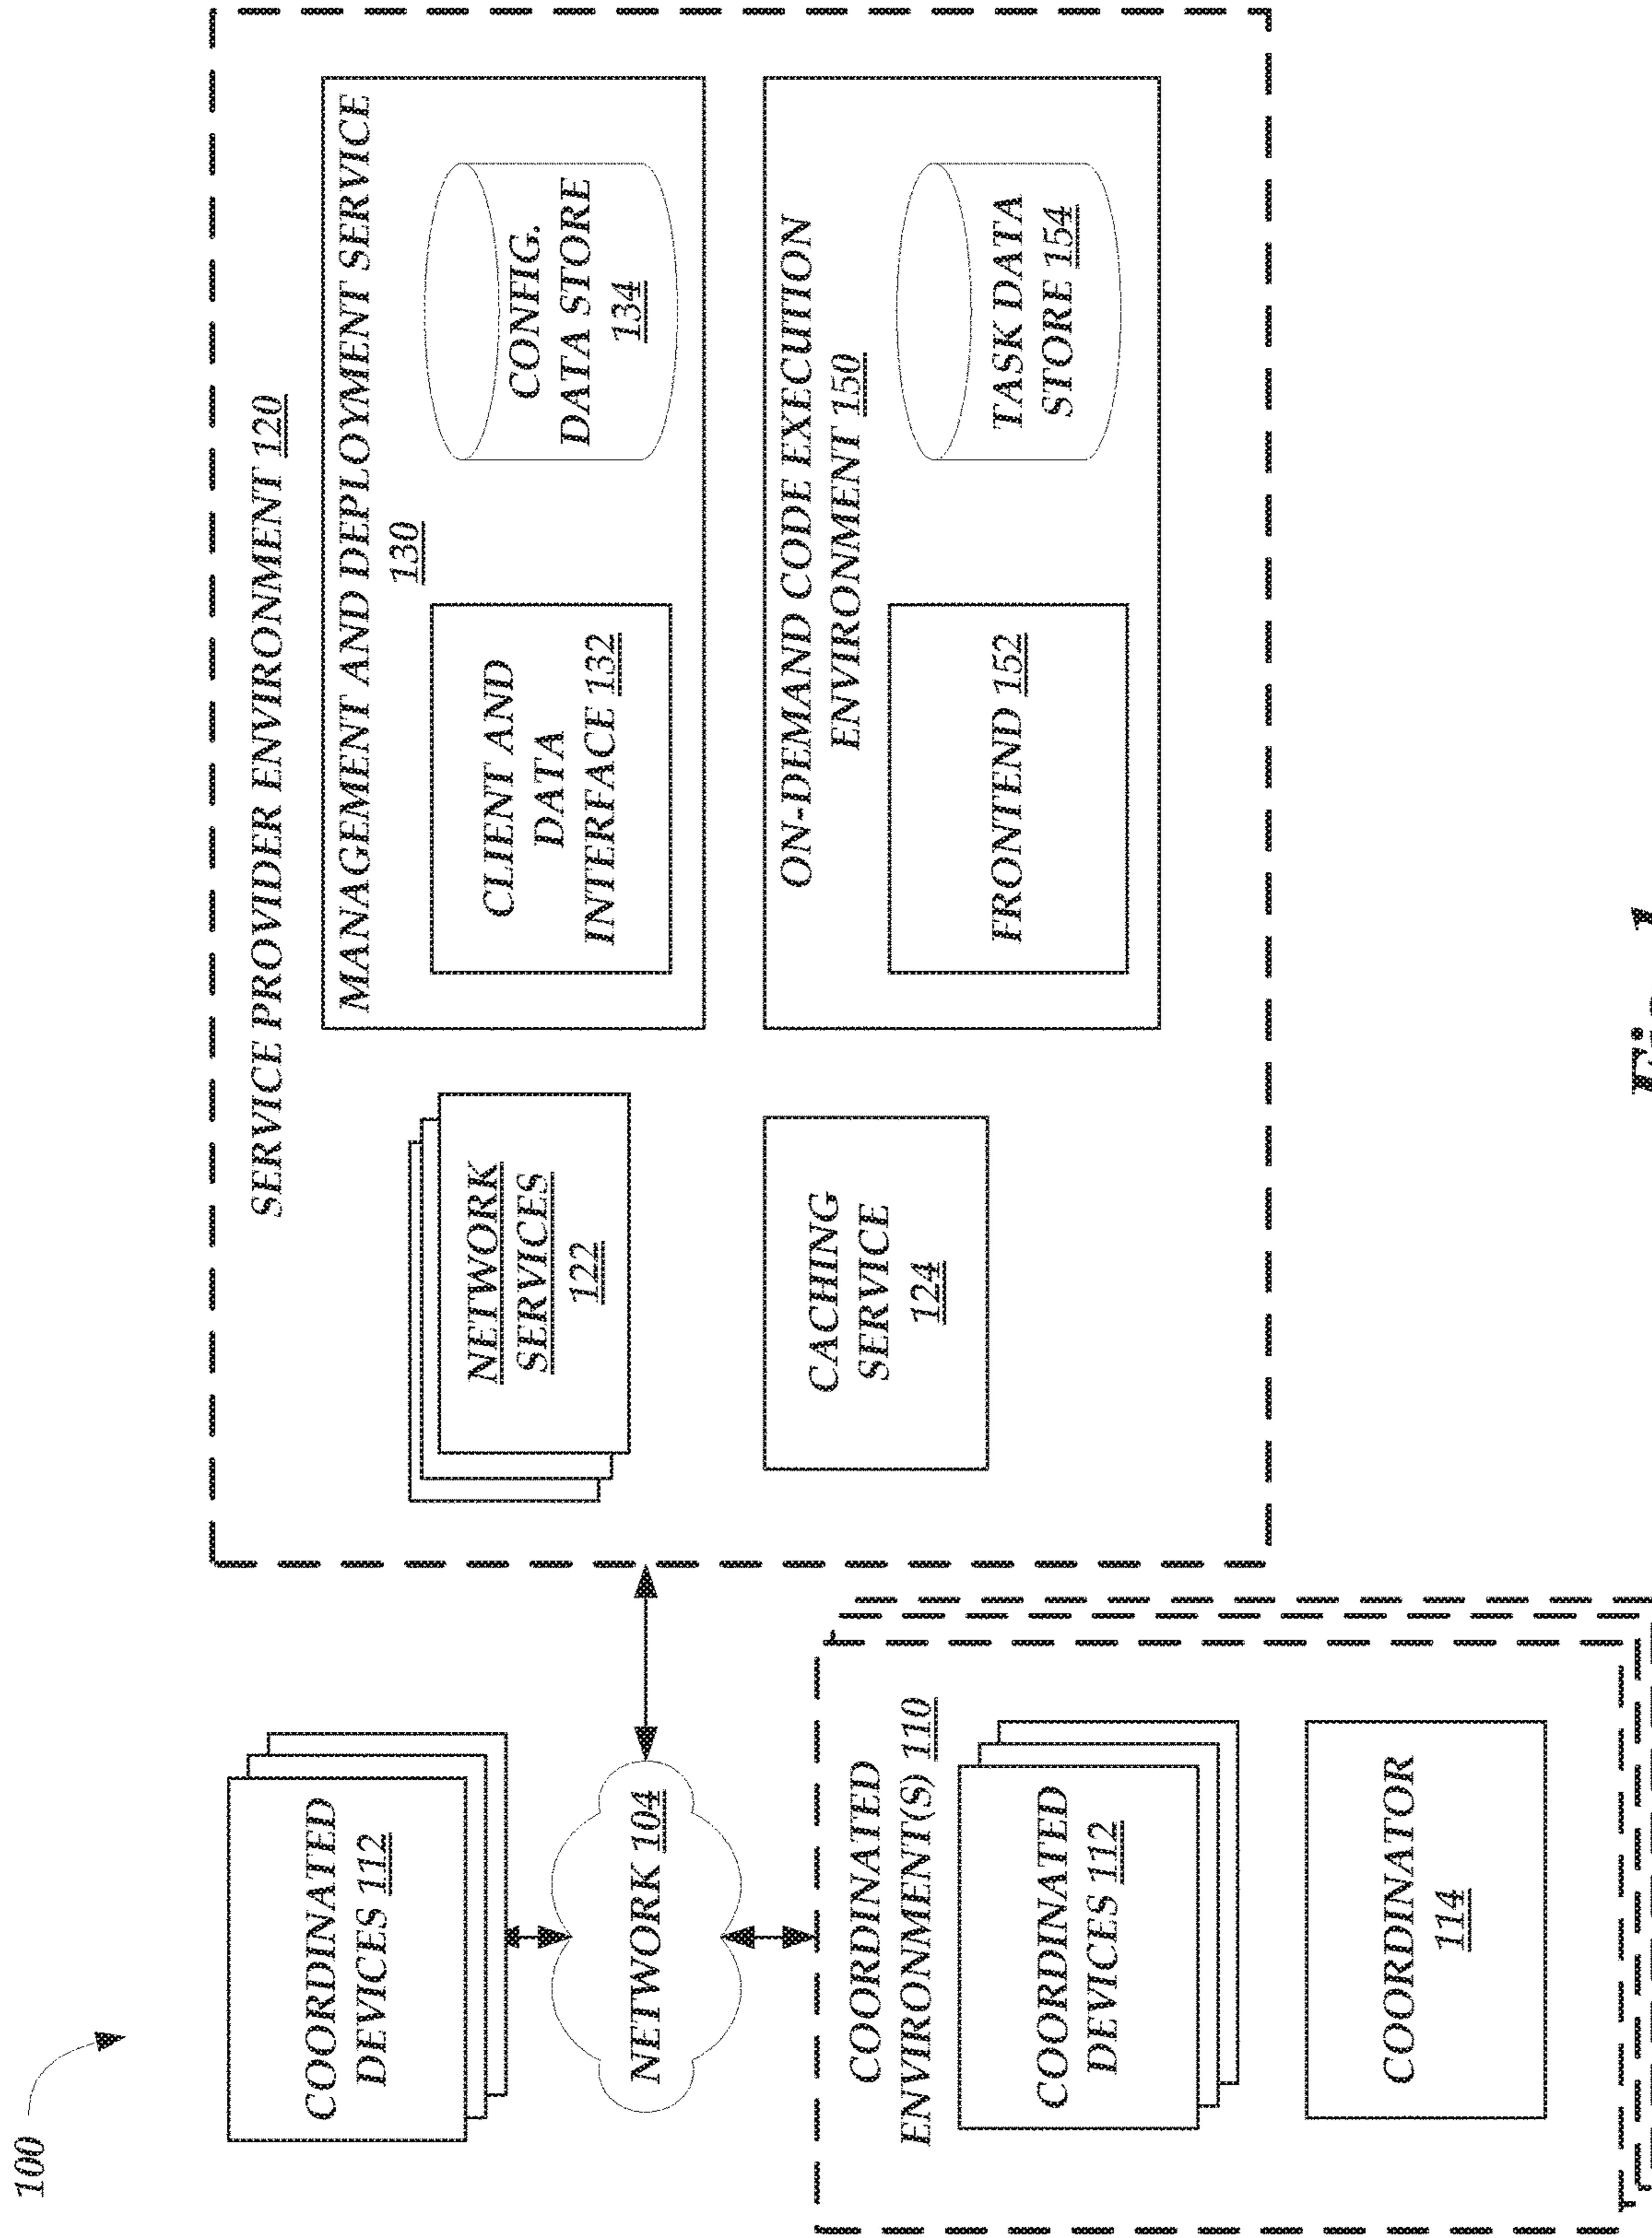 100
COORDINATED
DEVICES 112
NETWORK 104
COORDINATED
ENVIRONMENT(S) 110
COORDINATED
DEVICES 112
COORDINATOR
114
SERVICE PROVIDER ENVIRONMENT 120
NETWORK
SERVICES
122
CACHING
SERVICE
124
MANAGEMENT AND DEPLOYMENT SERVICE
130
CLIENT AND
DATA
INTERFACE 132
CONFIG.
DATA STORE
134
ON-DEMAND CODE EXECUTION
ENVIRONMENT 150
FRONTEND 152
TASK DATA
STORE 154